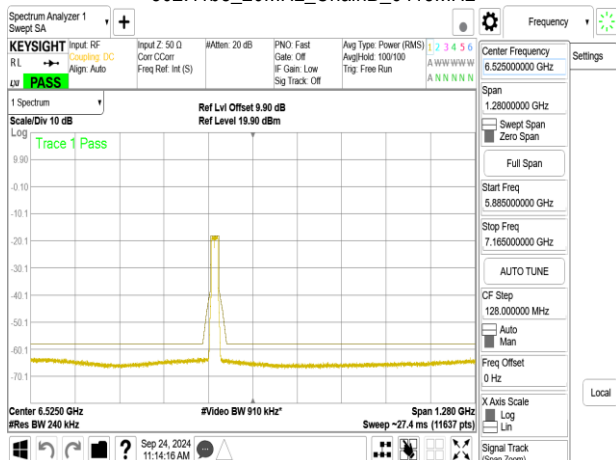 Spectrum Analyzer 1
Swept SA
Frequency
KEYSIGHT
RL
Align: Auto
LXI
PASS
Input: RF
Coupling: DC
Input Z: 50 Ω
Corr CCorr
Freq Ref: Int (S)
#Atten: 20 dB
PNO: Fast
Gate: Off
IF Gain: Low
Sig Track: Off
Avg Type: Power (RMS)
Avg|Hold: 100/100
Trig: Free Run
1 2 3 4 5 6
A W W W W W
A N N N N N
1 Spectrum
Scale/Div 10 dB
Log
Ref Lvl Offset 9.90 dB
Ref Level 19.90 dBm
Trace 1 Pass
9.90
-0.10
-10.1
-20.1
-30.1
-40.1
-50.1
-60.1
-70.1
Center 6.5250 GHz
#Res BW 240 kHz
#Video BW 910 kHz*
Span 1.280 GHz
Sweep ~27.4 ms (11637 pts)
Sep 24, 2024
11:14:16 AM
Center Frequency
6.525000000 GHz
Settings
Span
1.28000000 GHz
Swept Span
Zero Span
Full Span
Start Freq
5.885000000 GHz
Stop Freq
7.165000000 GHz
AUTO TUNE
CF Step
128.000000 MHz
Auto
Man
Freq Offset
0 Hz
Local
X Axis Scale
Log
Lin
Signal Track
(Span Zoom)